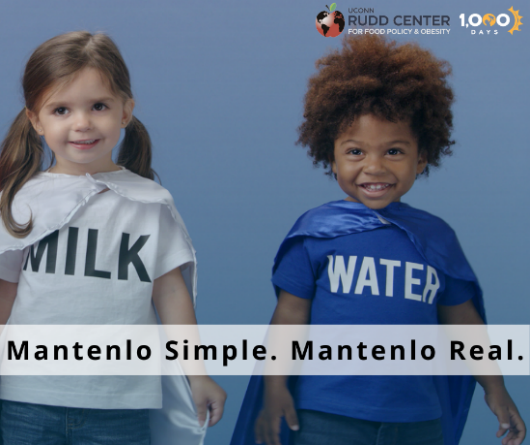 UCONN
RUDD CENTER
FOR FOOD POLICY & OBESITY
1,000
DAYS
MILK
WATER
Mantenlo Simple. Mantenlo Real.